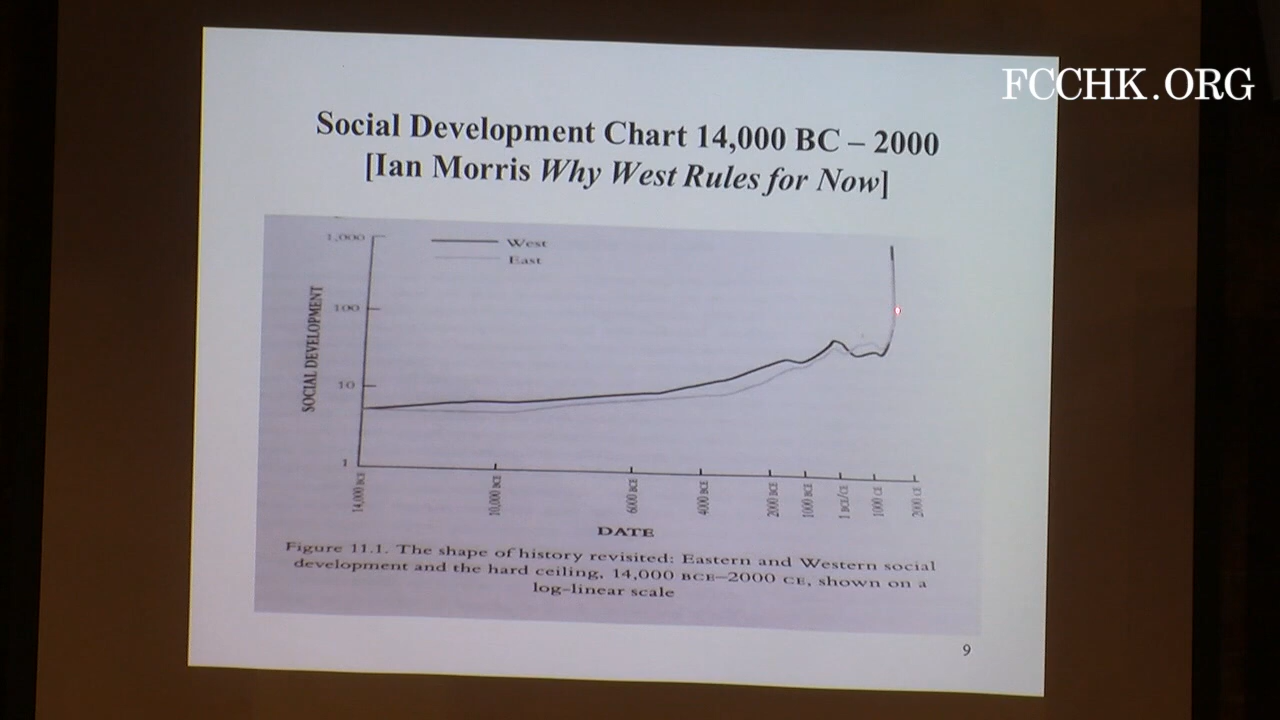 FCCHK.ORG
Social Development Chart 14,000 BC – 2000
[Ian Morris Why West Rules for Now]
1,000
West
East
100
SOCIAL DEVELOPMENT
10
1
14,000 BCE
10,000 BCE
6000 BCE
4000 BCE
2000 BCE
1000 BCE
1 BCE/CE
1000 CE
2000 CE
DATE
Figure 11.1. The shape of history revisited: Eastern and Western social
development and the hard ceiling, 14,000 BCE–2000 CE, shown on a
log–linear scale
9